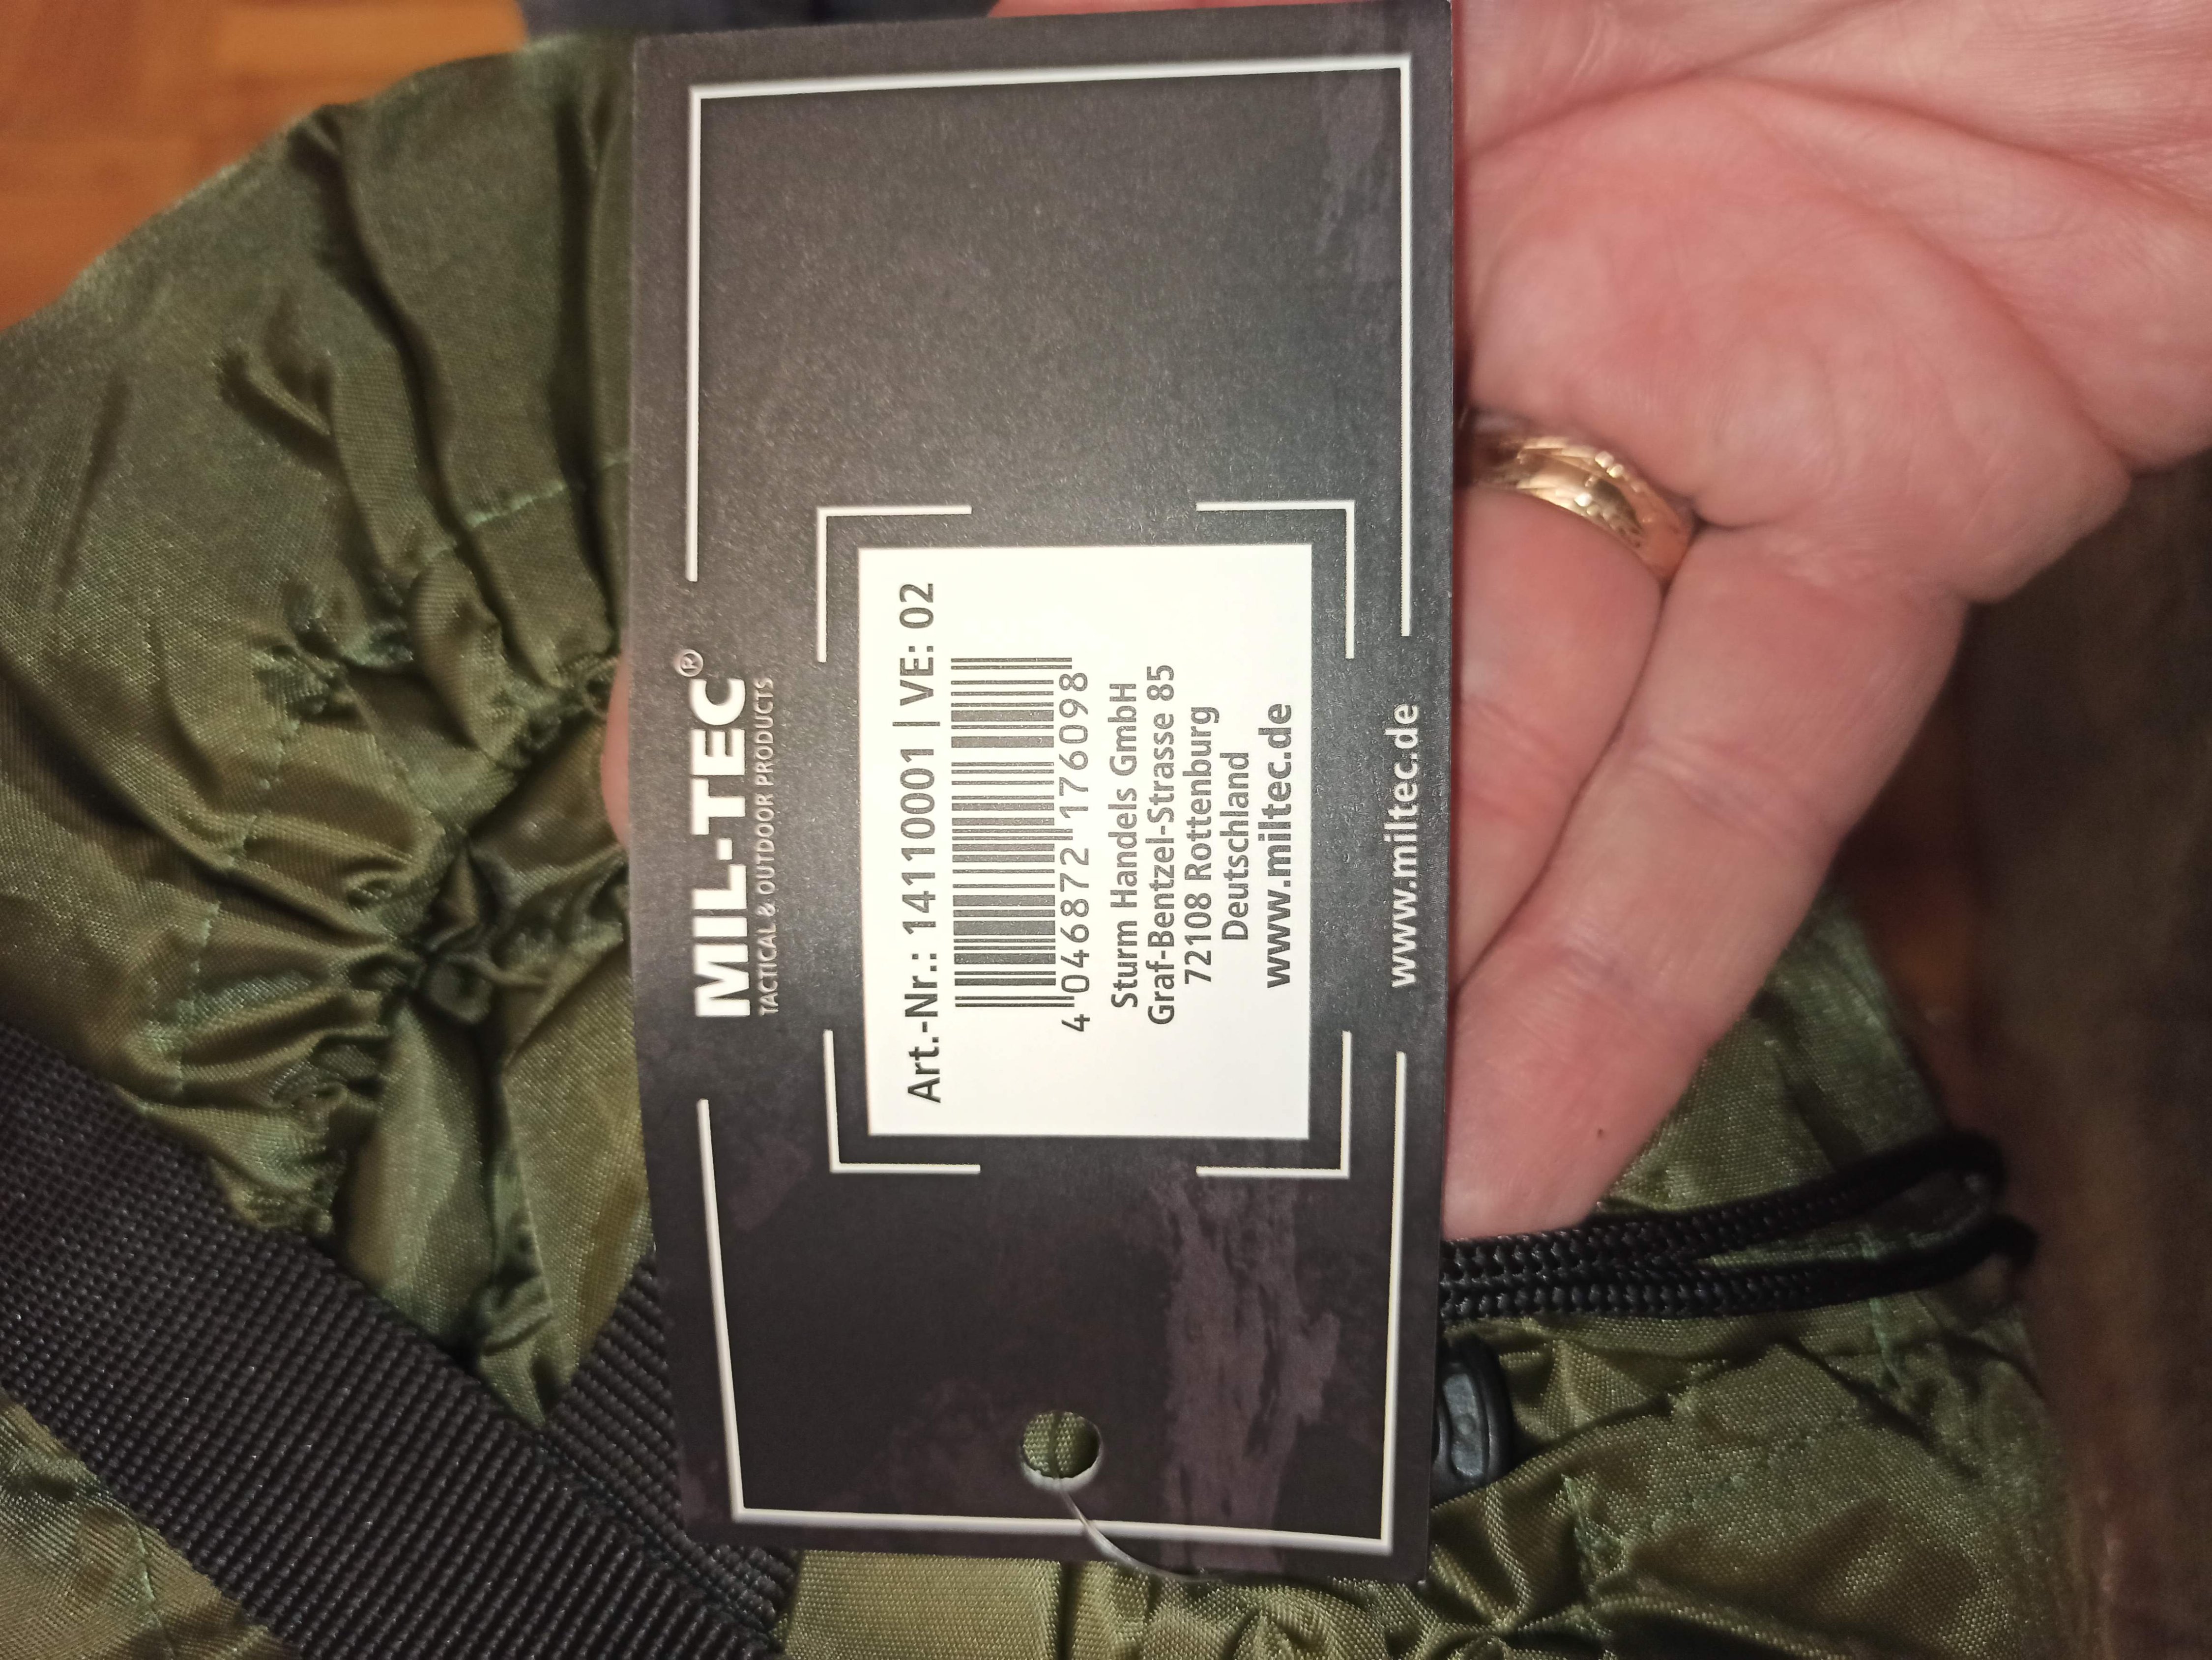 MIL-TEC®
TACTICAL & OUTDOOR PRODUCTS
Art.-Nr.: 14110001 | VE: 02
4 046872 176098
Sturm Handels GmbH
Graf-Bentzel-Strasse 85
72108 Rottenburg
Deutschland
www.miltec.de
www.miltec.de